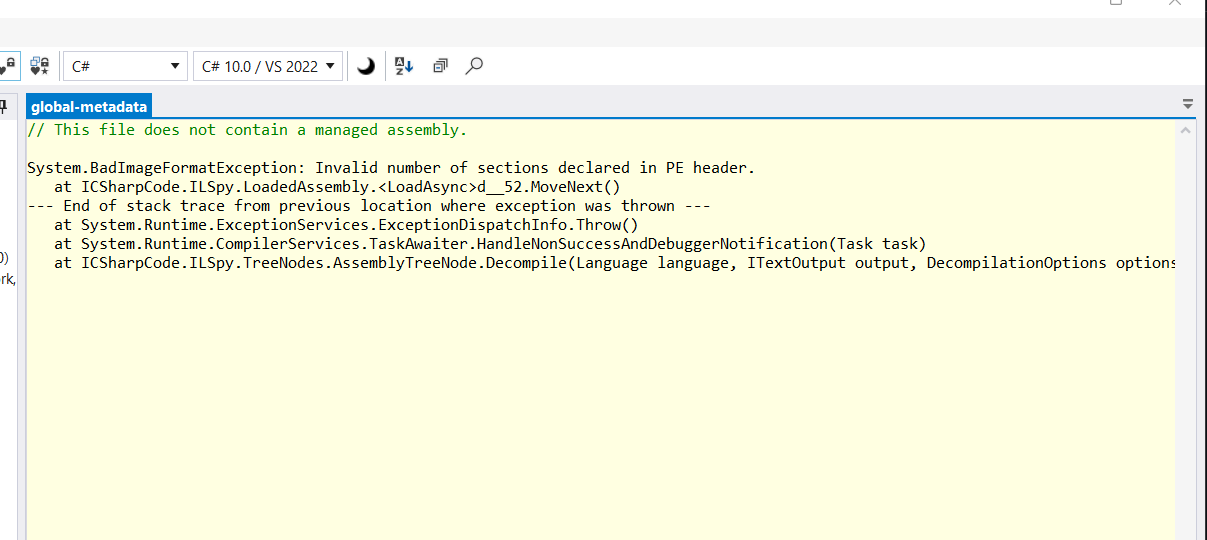 C#
C# 10.0 / VS 2022
global-metadata
// This file does not contain a managed assembly.
System.BadImageFormatException: Invalid number of sections declared in PE header.
at ICSharpCode.ILSpy.LoadedAssembly.<LoadAsync>d__52.MoveNext()
--- End of stack trace from previous location where exception was thrown ---
at System.Runtime.ExceptionServices.ExceptionDispatchInfo.Throw()
at System.Runtime.CompilerServices.TaskAwaiter.HandleNonSuccessAndDebuggerNotification(Task task)
0)
at ICSharpCode.ILSpy.TreeNodes.AssemblyTreeNode.Decompile(Language language, ITextOutput output, DecompilationOptions options
rk,